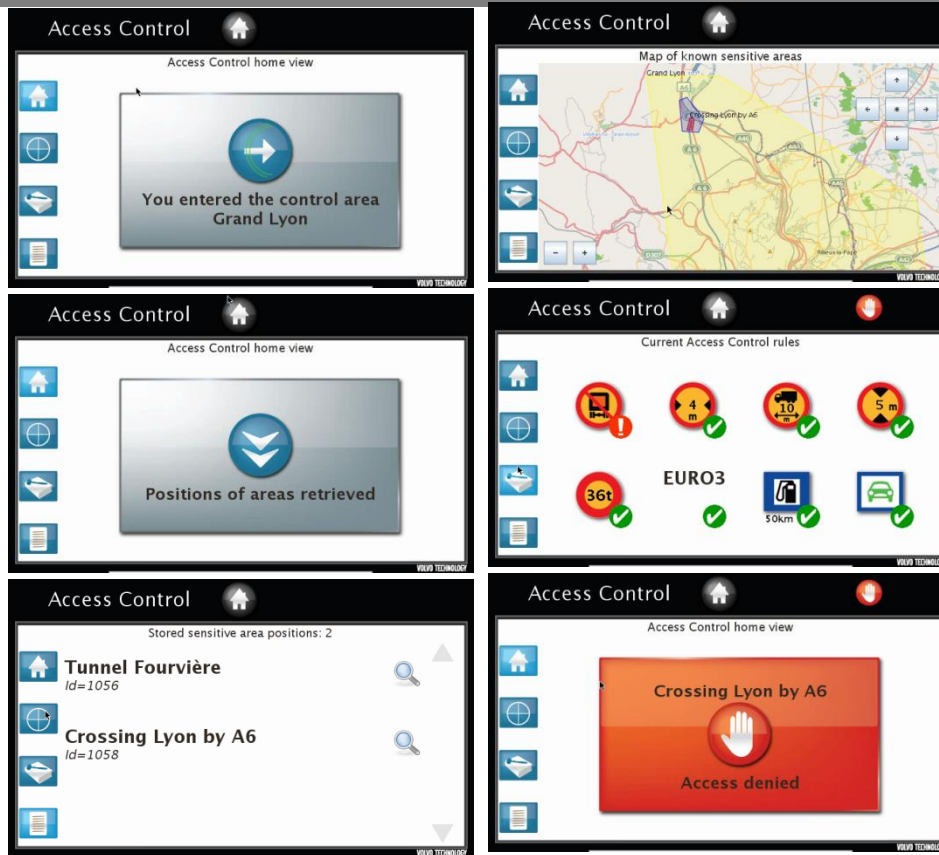 Access Control
Access Control home view
You entered the control area
Grand Lyon
VOLVO TECHNOLOGY
Access Control
Map of known sensitive areas
Grand Lyon
A6
Crossing Lyon by A6
A 6
A 6
D307
-
+
VOLVO TECHNOLOGY
Access Control
Access Control home view
Positions of areas retrieved
VOLVO TECHNOLOGY
Access Control
Current Access Control rules
4
m
10
m
5 m
36t
EURO3
50km
VOLVO TECHNOLOGY
Access Control
Stored sensitive area positions: 2
Tunnel Fourvière
Id=1056
Crossing Lyon by A6
Id=1058
VOLVO TECHNOLOGY
Access Control
Access Control home view
Crossing Lyon by A6
Access denied
VOLVO TECHNOLOGY